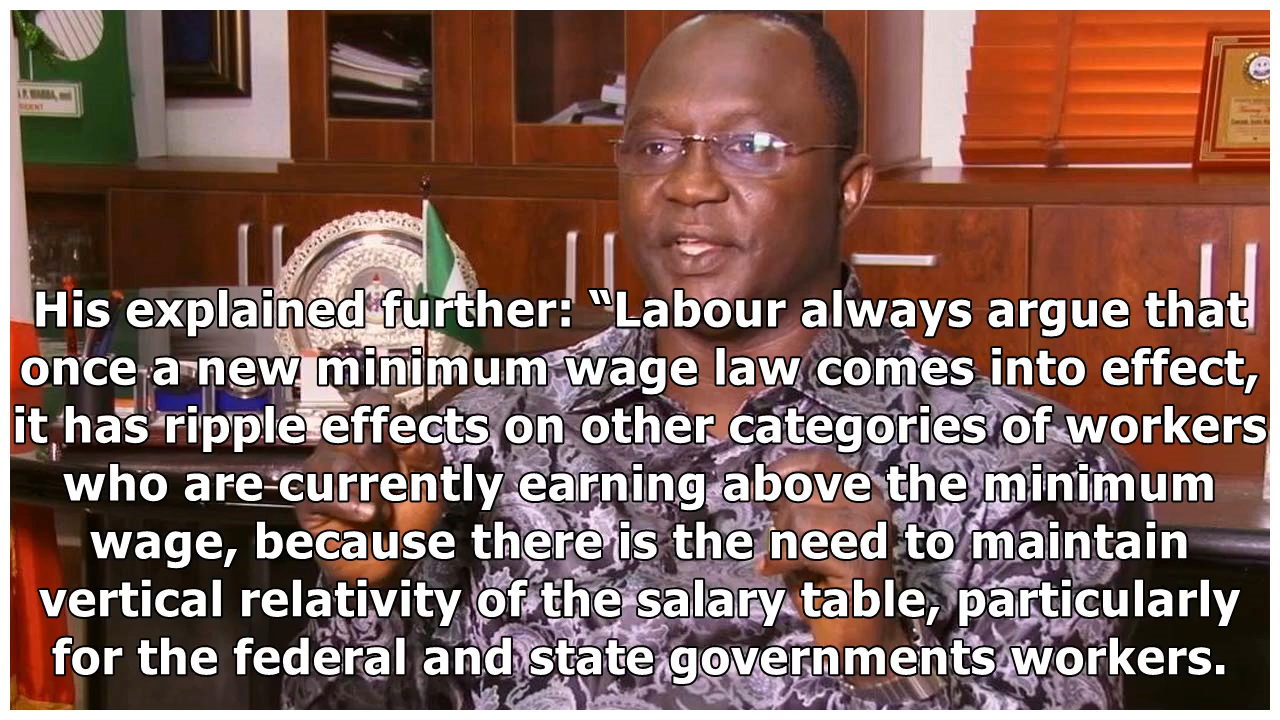 P. WABBA, mni
His explained further: “Labour always argue that
once a new minimum wage law comes into effect,
it has ripple effects on other categories of workers
who are currently earning above the minimum
wage, because there is the need to maintain
vertical relativity of the salary table, particularly
for the federal and state governments workers.